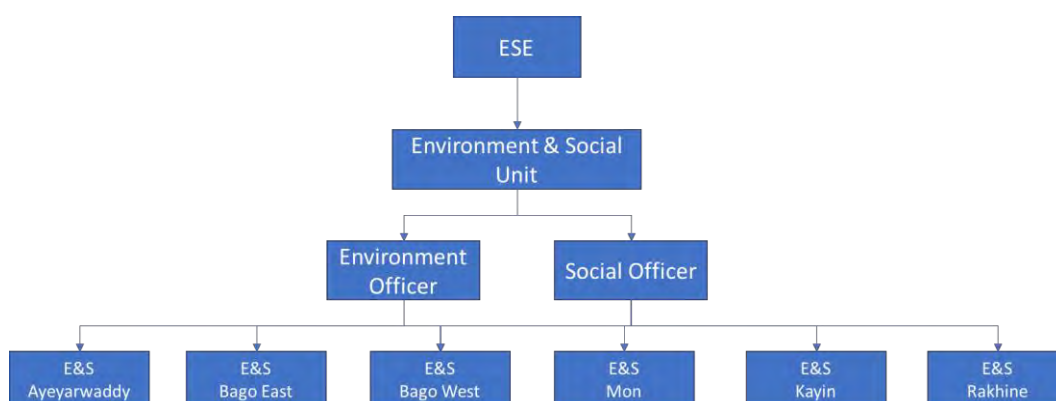 ESE
Environment & Social
Unit
Environment
Officer
Social Officer
E&S
Ayeyarwaddy
E&S
Bago East
E&S
Bago West
E&S
Mon
E&S
Kayin
E&S
Rakhine